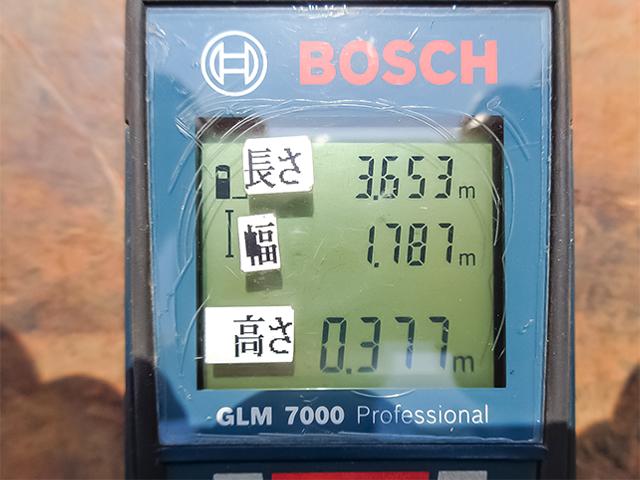 BOSCH
長さ 3.653 m
幅 1.787 m
高さ 0.377 m
GLM 7000 Professional